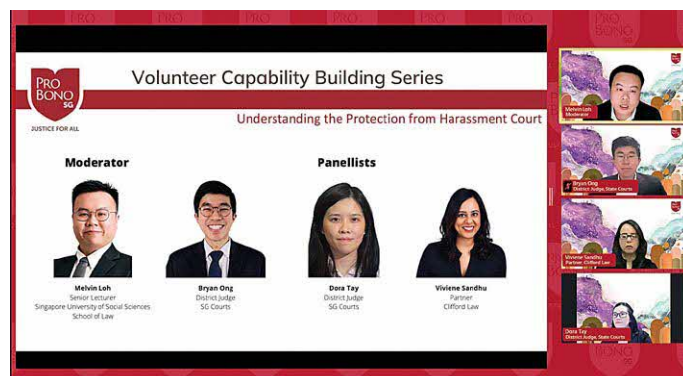 PRO
BONO
SG
JUSTICE FOR ALL
Volunteer Capability Building Series
Understanding the Protection from Harassment Court
Moderator
Panellists
Melvin Loh
Senior Lecturer
Singapore University of Social Sciences
School of Law
Bryan Ong
District Judge
SG Courts
Dora Tay
District Judge
SG Courts
Viviene Sandhu
Partner
Clifford Law
Melvin Loh
Moderator
Bryan Ong
District Judge, State Courts
Viviene Sandhu
Partner, Clifford Law
Dora Tay
District Judge, State Courts